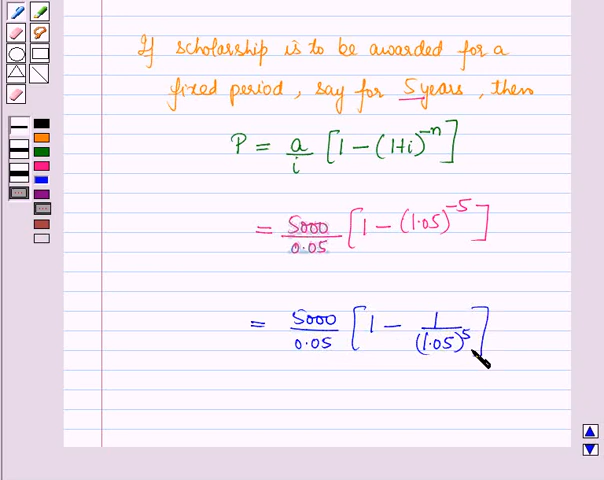 If scholarship is to be awarded for a
fixed period, say for 5 years, then
P = a/i [1 - (1+i)^-n]
= 5000/0.05 [1 - (1.05)^-5]
= 5000/0.05 [1 - 1/(1.05)^5]